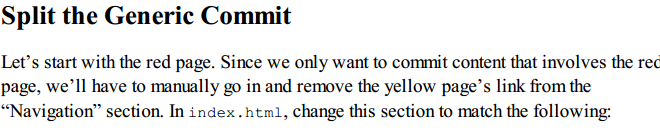 Split the Generic Commit
Let’s start with the red page. Since we only want to commit content that involves the red
page, we’ll have to manually go in and remove the yellow page’s link from the
“Navigation” section. In index.html, change this section to match the following: